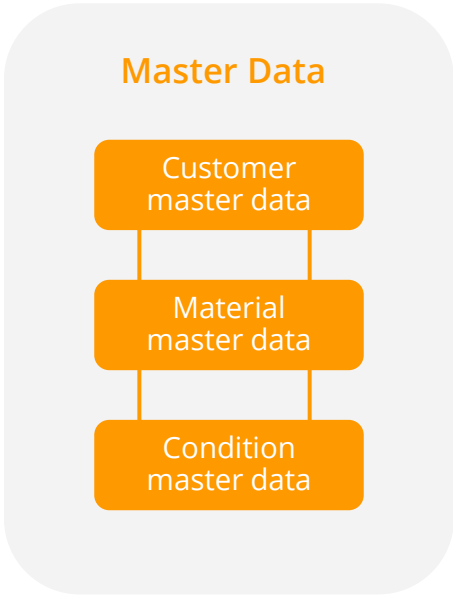 Master Data
Customer
master data
Material
master data
Condition
master data